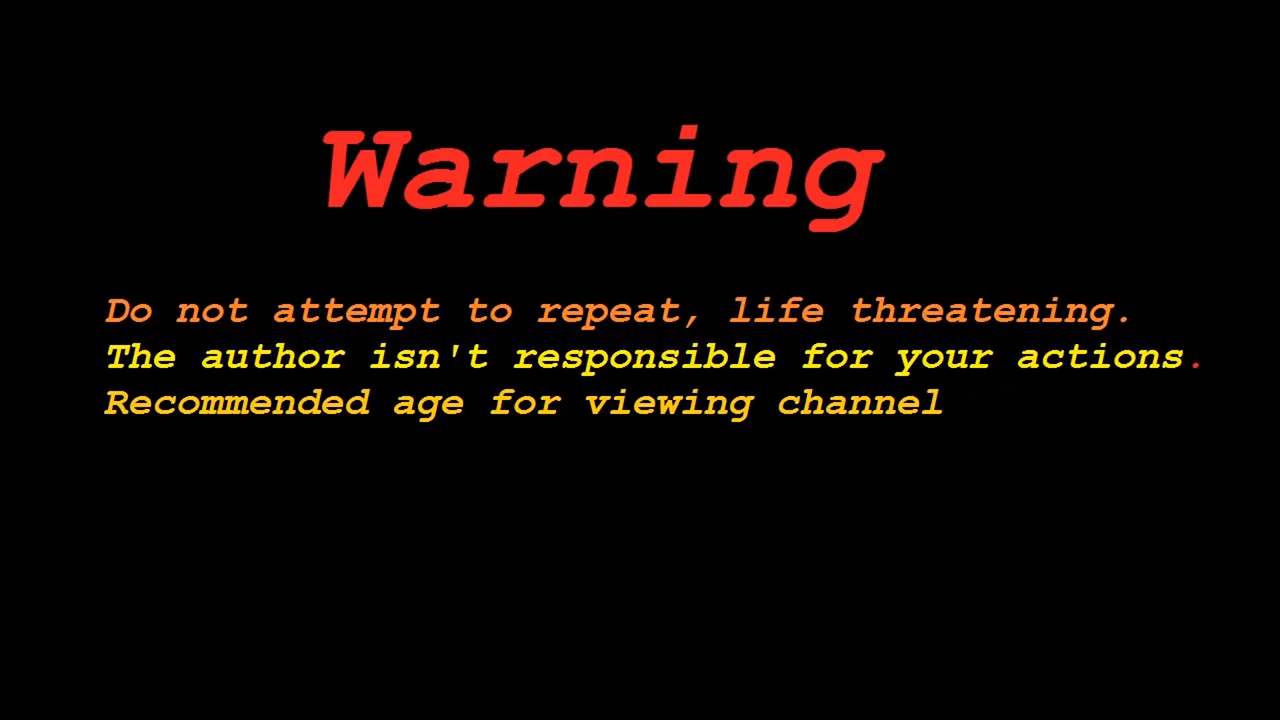 Warning
Do not attempt to repeat, life threatening.
The author isn't responsible for your actions.
Recommended age for viewing channel